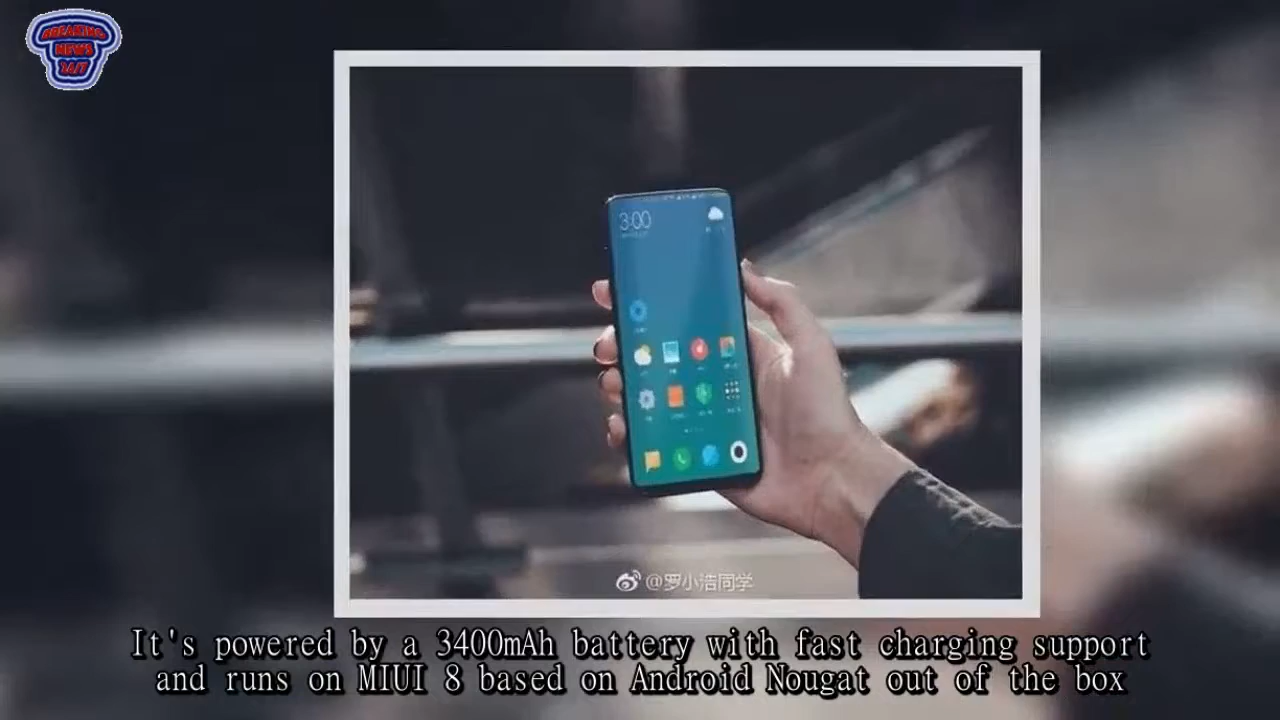 BREAKING
NEWS
24/7
3:00
@罗小浩同学
It's powered by a 3400mAh battery with fast charging support
and runs on MIUI 8 based on Android Nougat out of the box